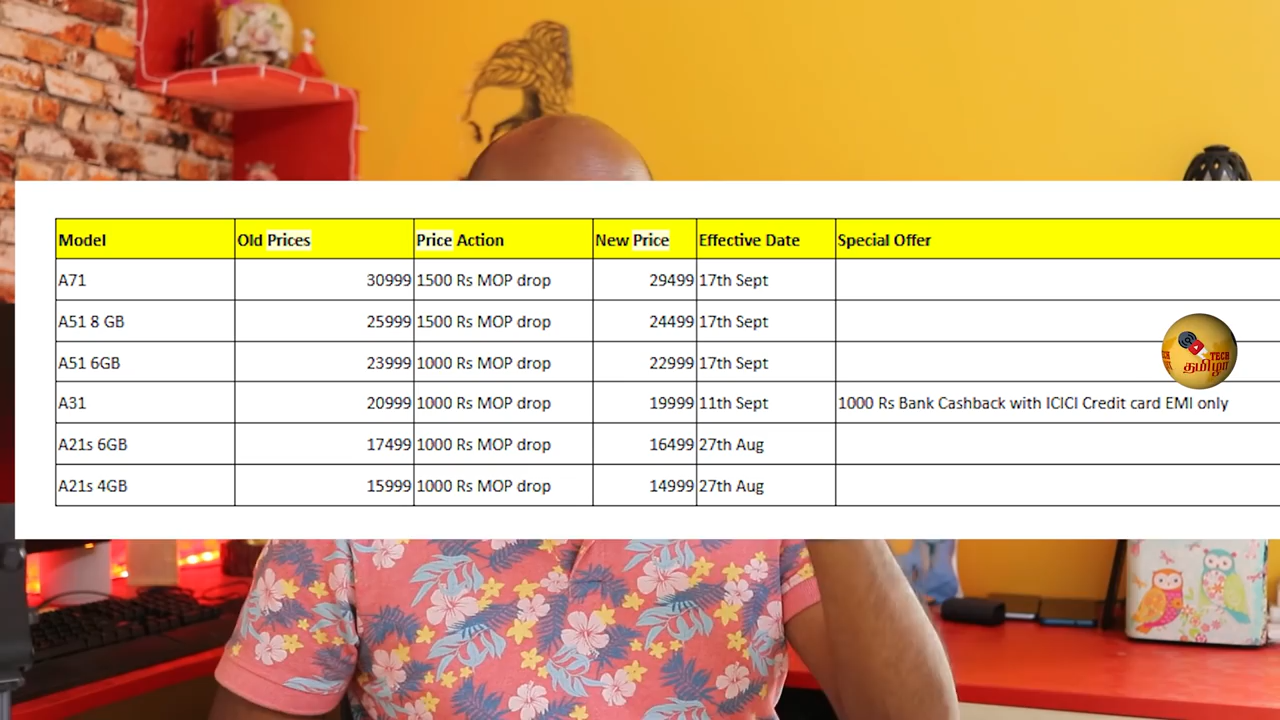 Model Old Prices Price Action New Price Effective Date Special Offer
A71 30999 1500 Rs MOP drop 29499 17th Sept
A51 8 GB 25999 1500 Rs MOP drop 24499 17th Sept
A51 6GB 23999 1000 Rs MOP drop 22999 17th Sept
A31 20999 1000 Rs MOP drop 19999 11th Sept 1000 Rs Bank Cashback with ICICI Credit card EMI only
A21s 6GB 17499 1000 Rs MOP drop 16499 27th Aug
A21s 4GB 15999 1000 Rs MOP drop 14999 27th Aug
TECH
தமிழா